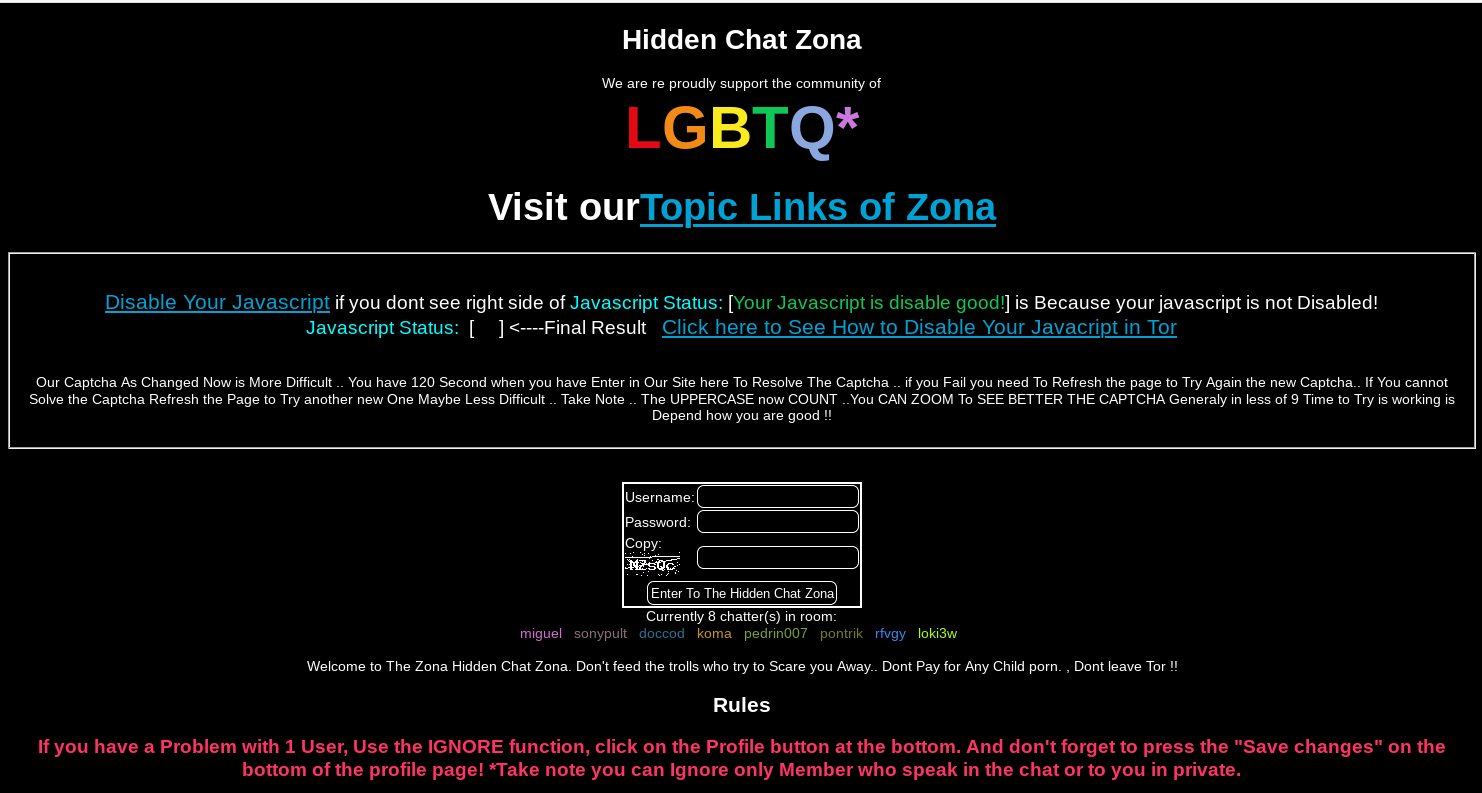 Hidden Chat Zona
We are re proudly support the community of
LGBTQ*
Visit ourTopic Links of Zona
Disable Your Javascript if you dont see right side of Javascript Status: [Your Javascript is disable good!] is Because your javascript is not Disabled!
Javascript Status: [ ] <----Final Result Click here to See How to Disable Your Javacript in Tor
Our Captcha As Changed Now is More Difficult .. You have 120 Second when you have Enter in Our Site here To Resolve The Captcha .. if you Fail you need To Refresh the page to Try Again the new Captcha.. If You cannot
Solve the Captcha Refresh the Page to Try another new One Maybe Less Difficult .. Take Note .. The UPPERCASE now COUNT ..You CAN ZOOM To SEE BETTER THE CAPTCHA Generaly in less of 9 Time to Try is working is
Depend how you are good !!
Username:
Password:
Copy:
Enter To The Hidden Chat Zona
Currently 8 chatter(s) in room:
miguel sonypult doccod koma pedrin007 pontrik rfvgy loki3w
Welcome to The Zona Hidden Chat Zona. Don't feed the trolls who try to Scare you Away.. Dont Pay for Any Child porn. , Dont leave Tor !!
Rules
If you have a Problem with 1 User, Use the IGNORE function, click on the Profile button at the bottom. And don't forget to press the "Save changes" on the
bottom of the profile page! *Take note you can Ignore only Member who speak in the chat or to you in private.